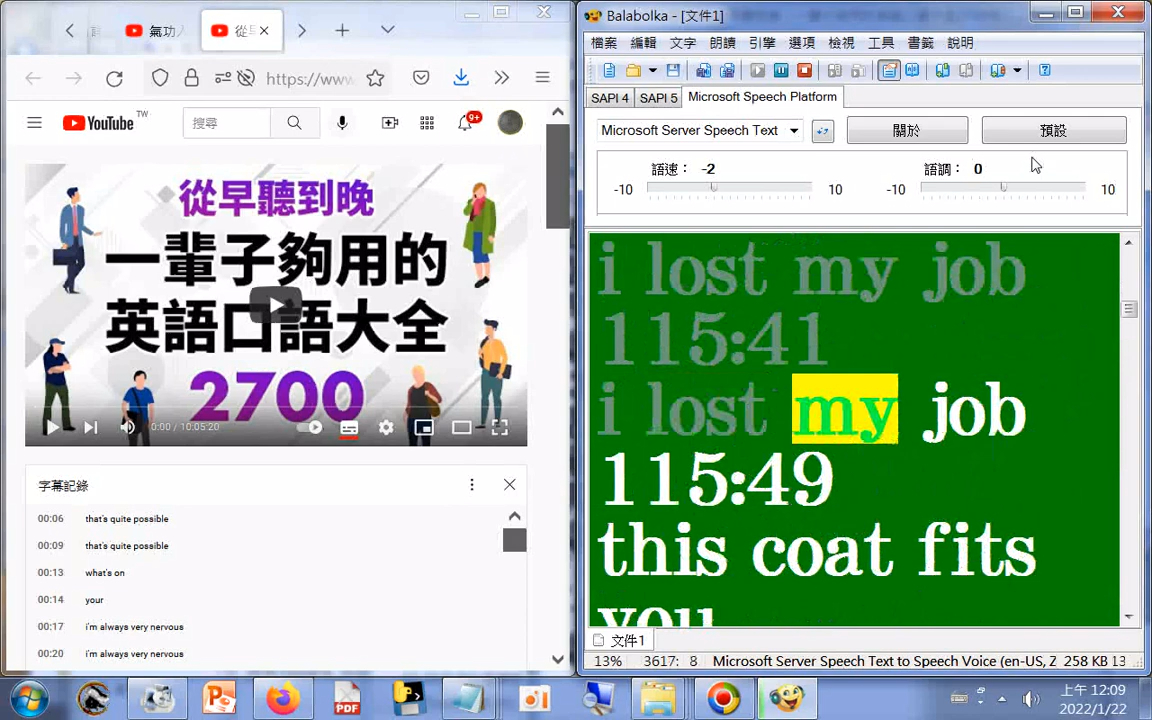 氣功
從
https://www
YouTube TW
搜尋
9+
從早聽到晚
一輩子夠用的
英語口語大全
2700
0:00 / 10:05:20
字幕記錄
00:06 that's quite possible
00:09 that's quite possible
00:13 what's on
00:14 your
00:17 i'm always very nervous
00:20 i'm always very nervous
Balabolka - [文件1]
檔案 編輯 文字 朗讀 引擎 選項 檢視 工具 書籤 說明
SAPI 4 SAPI 5 Microsoft Speech Platform
Microsoft Server Speech Text 關於 預設
語速： -2 語調： 0
-10 10 -10 10
i lost my job
115:41
i lost my job
115:49
this coat fits
you
文件1
13% 3617: 8 Microsoft Server Speech Text to Speech Voice (en-US, Z 258 KB 13
PDF
上午 12:09
2022/1/22